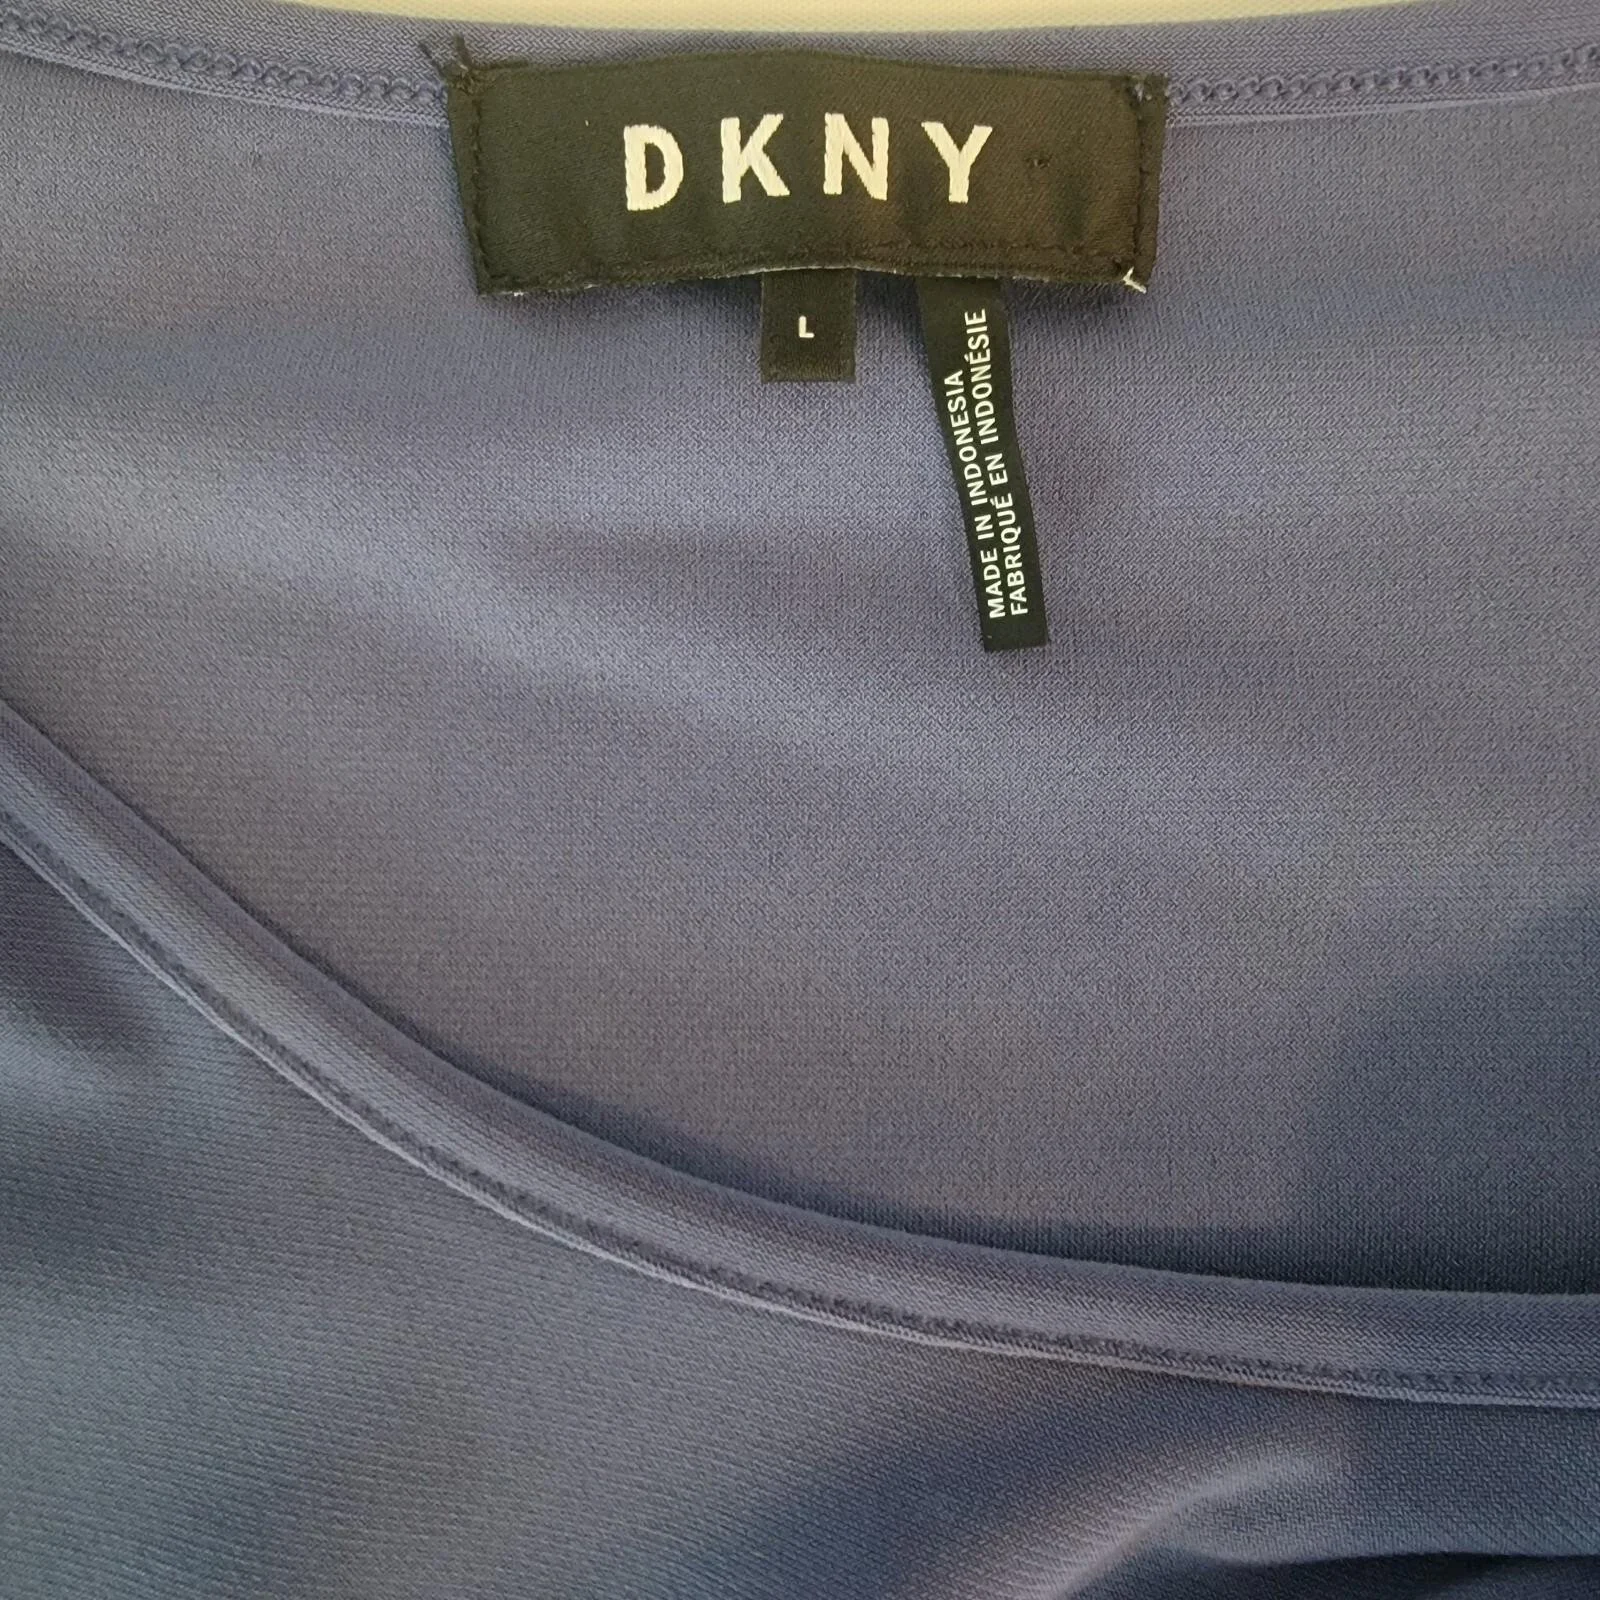 DKNY
L
MADE IN INDONESIA
FABRIQUÉ EN INDONÉSIE